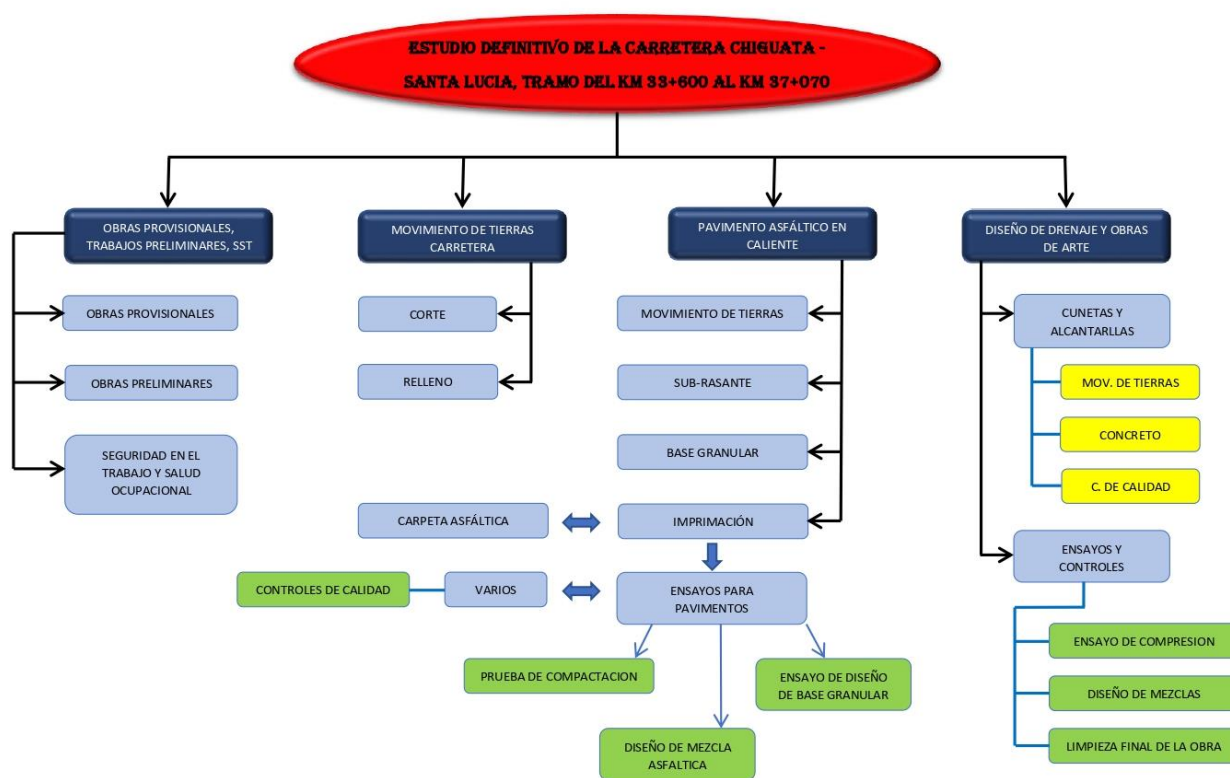 ESTUDIO DEFINITIVO DE LA CARRETERA CHIGUATA -
SANTA LUCIA, TRAMO DEL KM 33+600 AL KM 37+070
OBRAS PROVISIONALES,
TRABAJOS PRELIMINARES, SST
OBRAS PROVISIONALES
OBRAS PRELIMINARES
SEGURIDAD EN EL
TRABAJO Y SALUD
OCUPACIONAL
MOVIMIENTO DE TIERRAS
CARRETERA
CORTE
RELLENO
PAVIMENTO ASFÁLTICO EN
CALIENTE
MOVIMIENTO DE TIERRAS
SUB-RASANTE
BASE GRANULAR
CARPETA ASFÁLTICA
IMPRIMACIÓN
CONTROLES DE CALIDAD
VARIOS
ENSAYOS PARA
PAVIMENTOS
PRUEBA DE COMPACTACION
ENSAYO DE DISEÑO
DE BASE GRANULAR
DISEÑO DE MEZCLA
ASFALTICA
DISEÑO DE DRENAJE Y OBRAS
DE ARTE
CUNETAS Y
ALCANTARLLAS
MOV. DE TIERRAS
CONCRETO
C. DE CALIDAD
ENSAYOS Y
CONTROLES
ENSAYO DE COMPRESION
DISEÑO DE MEZCLAS
LIMPIEZA FINAL DE LA OBRA